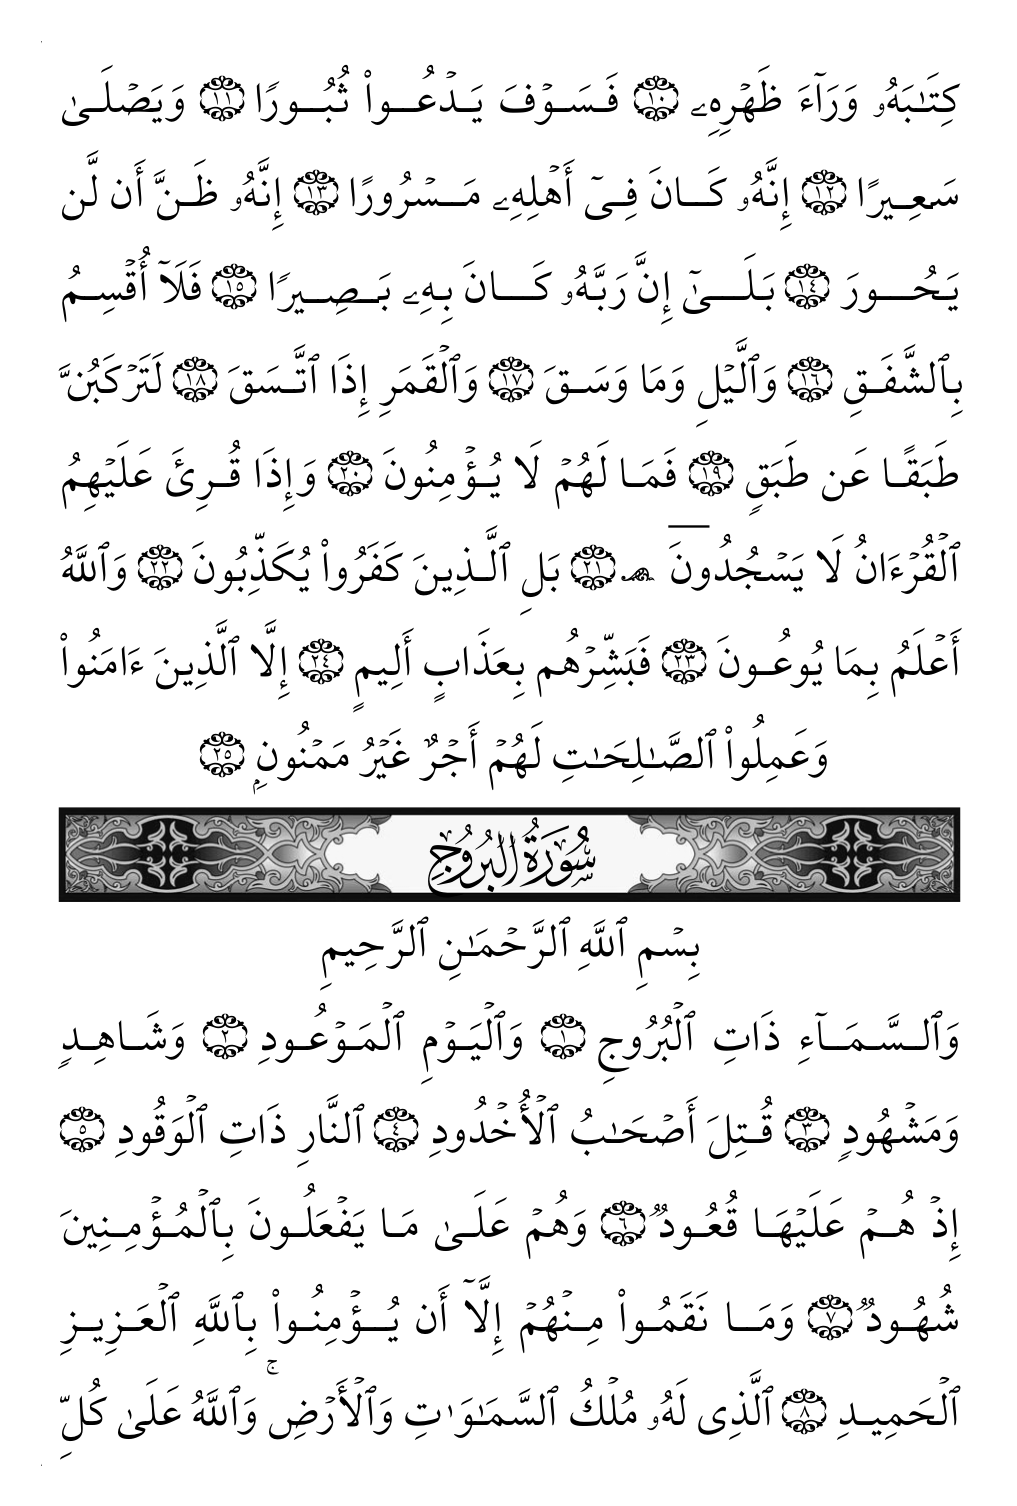 كِتَٰبَهُۥ وَرَآءَ ظَهْرِهِۦ ١٠ فَسَوْفَ يَدْعُوا۟ ثُبُورًا ١١ وَيَصْلَىٰ
سَعِيرًا ١٢ إِنَّهُۥ كَانَ فِىٓ أَهْلِهِۦ مَسْرُورًا ١٣ إِنَّهُۥ ظَنَّ أَن لَّن
يَحُورَ ١٤ بَلَىٰٓ إِنَّ رَبَّهُۥ كَانَ بِهِۦ بَصِيرًا ١٥ فَلَآ أُقْسِمُ
بِٱلشَّفَقِ ١٦ وَٱلَّيْلِ وَمَا وَسَقَ ١٧ وَٱلْقَمَرِ إِذَا ٱتَّسَقَ ١٨ لَتَرْكَبُنَّ
طَبَقًا عَن طَبَقٍ ١٩ فَمَا لَهُمْ لَا يُؤْمِنُونَ ٢٠ وَإِذَا قُرِئَ عَلَيْهِمُ
ٱلْقُرْءَانُ لَا يَسْجُدُونَ ۩ ٢١ بَلِ ٱلَّذِينَ كَفَرُوا۟ يُكَذِّبُونَ ٢٢ وَٱللَّهُ
أَعْلَمُ بِمَا يُوعُونَ ٢٣ فَبَشِّرْهُم بِعَذَابٍ أَلِيمٍ ٢٤ إِلَّا ٱلَّذِينَ ءَامَنُوا۟
وَعَمِلُوا۟ ٱلصَّٰلِحَٰتِ لَهُمْ أَجْرٌ غَيْرُ مَمْنُونٍۭ ٢٥
سُورَةُ البُرُوجِ
بِسْمِ ٱللَّهِ ٱلرَّحْمَٰنِ ٱلرَّحِيمِ
وَٱلسَّمَآءِ ذَاتِ ٱلْبُرُوجِ ١ وَٱلْيَوْمِ ٱلْمَوْعُودِ ٢ وَشَاهِدٍ
وَمَشْهُودٍ ٣ قُتِلَ أَصْحَٰبُ ٱلْأُخْدُودِ ٤ ٱلنَّارِ ذَاتِ ٱلْوَقُودِ ٥
إِذْ هُمْ عَلَيْهَا قُعُودٌ ٦ وَهُمْ عَلَىٰ مَا يَفْعَلُونَ بِٱلْمُؤْمِنِينَ
شُهُودٌ ٧ وَمَا نَقَمُوا۟ مِنْهُمْ إِلَّآ أَن يُؤْمِنُوا۟ بِٱللَّهِ ٱلْعَزِيزِ
ٱلْحَمِيدِ ٨ ٱلَّذِى لَهُۥ مُلْكُ ٱلسَّمَٰوَٰتِ وَٱلْأَرْضِ ۚ وَٱللَّهُ عَلَىٰ كُلِّ